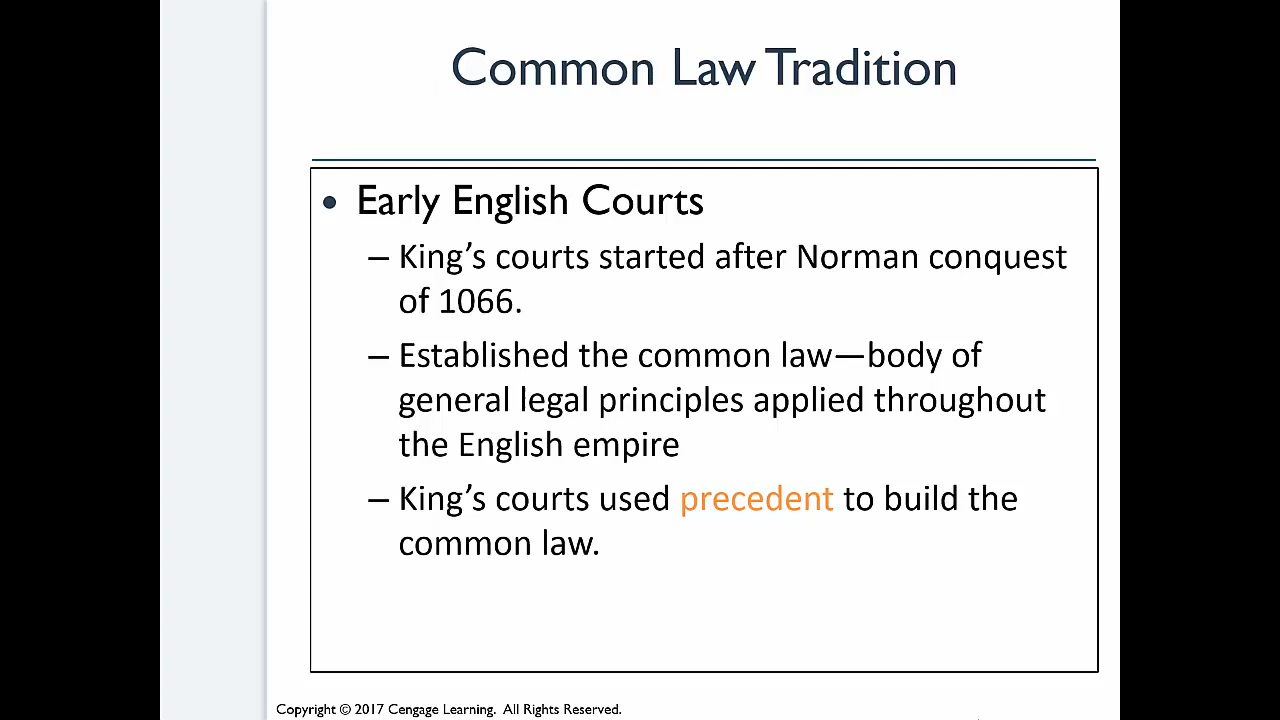 Common Law Tradition
• Early English Courts
– King’s courts started after Norman conquest
of 1066.
– Established the common law—body of
general legal principles applied throughout
the English empire
– King’s courts used precedent to build the
common law.
Copyright © 2017 Cengage Learning. All Rights Reserved.